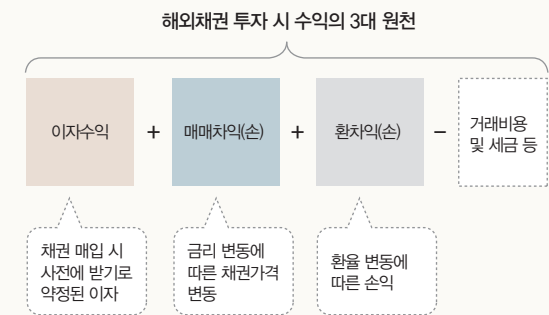 해외채권 투자 시 수익의 3대 원천
이자수익 + 매매차익(손) + 환차익(손) − 거래비용
및 세금 등
채권 매입 시
사전에 받기로
약정된 이자
금리 변동에
따른 채권가격
변동
환율 변동에
따른 손익